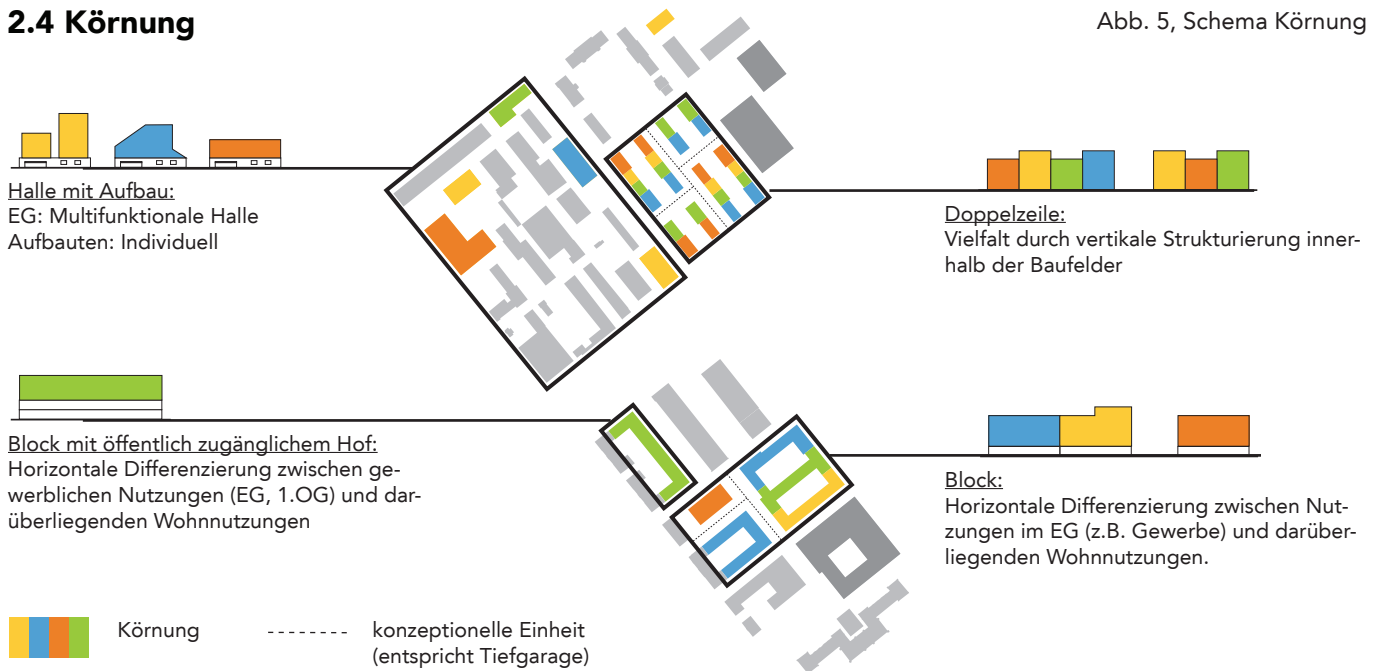 2.4 Körnung
Abb. 5, Schema Körnung
Halle mit Aufbau:
EG: Multifunktionale Halle
Aufbauten: Individuell
Doppelzeile:
Vielfalt durch vertikale Strukturierung inner-
halb der Baufelder
Block mit öffentlich zugänglichem Hof:
Horizontale Differenzierung zwischen ge-
werblichen Nutzungen (EG, 1.OG) und dar-
überliegenden Wohnnutzungen
Block:
Horizontale Differenzierung zwischen Nut-
zungen im EG (z.B. Gewerbe) und darüber-
liegenden Wohnnutzungen.
Körnung
konzeptionelle Einheit
(entspricht Tiefgarage)